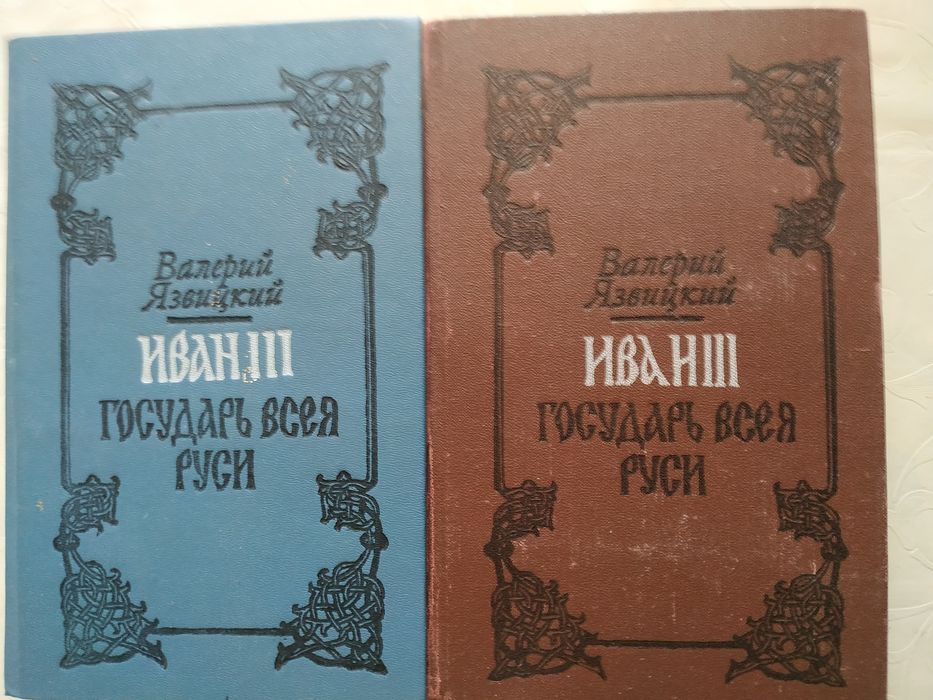 Валерий
Язвицкий
ИВАН III
ГОСУДАРЬ ВСЕЯ
РУСИ
Валерий
Язвицкий
ИВАН III
ГОСУДАРЬ ВСЕЯ
РУСИ